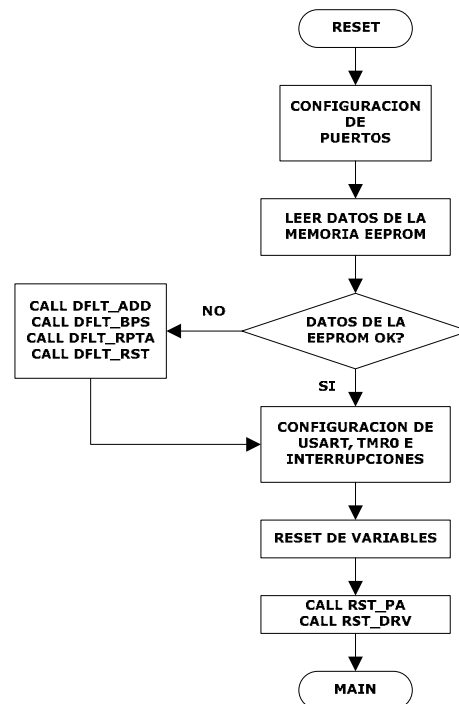 RESET
CONFIGURACION
DE
PUERTOS
LEER DATOS DE LA
MEMORIA EEPROM
DATOS DE LA
EEPROM OK?
NO
CALL DFLT_ADD
CALL DFLT_BPS
CALL DFLT_RPTA
CALL DFLT_RST
SI
CONFIGURACION DE
USART, TMR0 E
INTERRUPCIONES
RESET DE VARIABLES
CALL RST_PA
CALL RST_DRV
MAIN